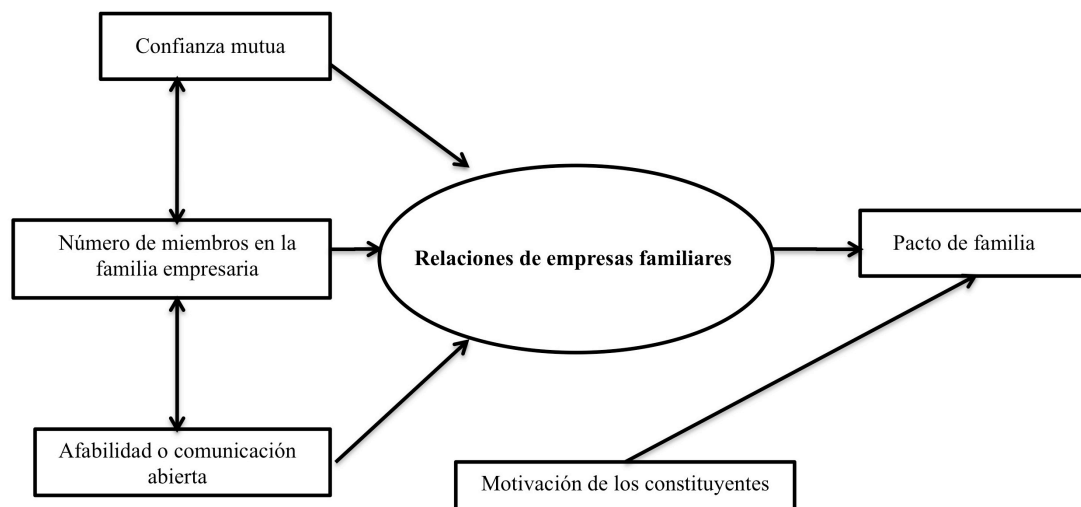 Confianza mutua
Número de miembros en la
familia empresaria
Relaciones de empresas familiares
Pacto de familia
Afabilidad o comunicación
abierta
Motivación de los constituyentes